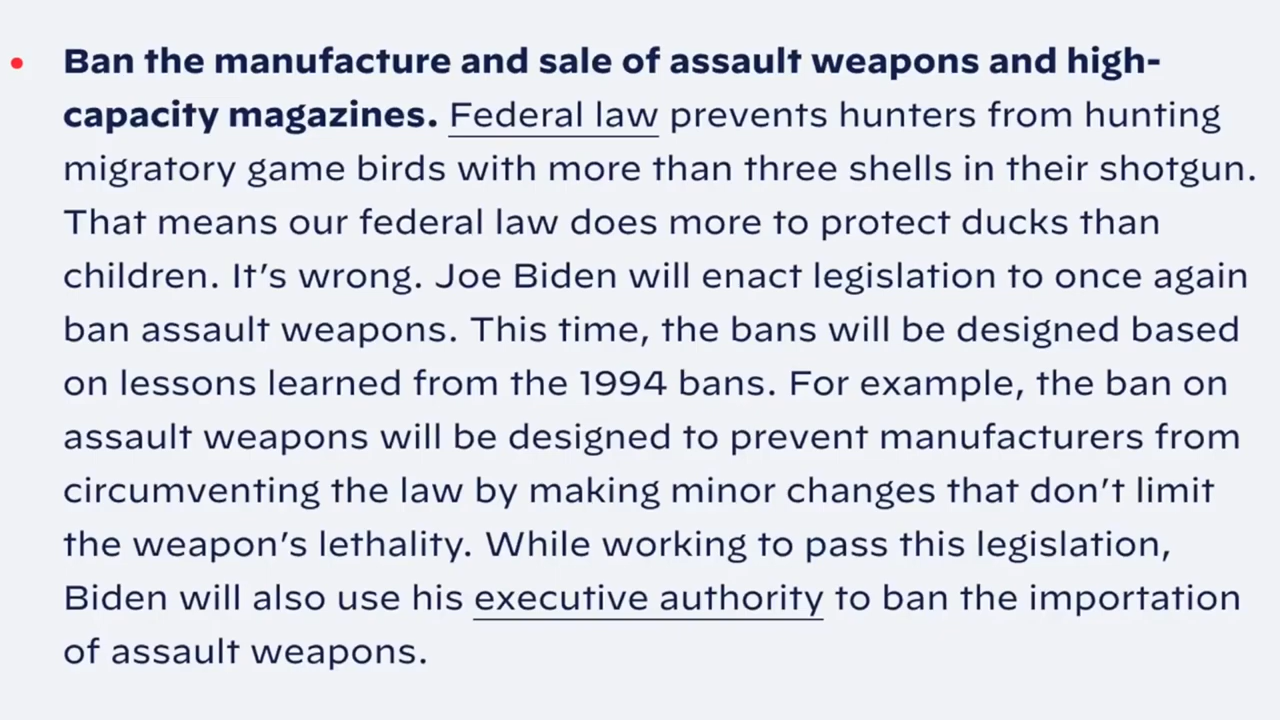 Ban the manufacture and sale of assault weapons and high-
capacity magazines. Federal law prevents hunters from hunting
migratory game birds with more than three shells in their shotgun.
That means our federal law does more to protect ducks than
children. It’s wrong. Joe Biden will enact legislation to once again
ban assault weapons. This time, the bans will be designed based
on lessons learned from the 1994 bans. For example, the ban on
assault weapons will be designed to prevent manufacturers from
circumventing the law by making minor changes that don’t limit
the weapon’s lethality. While working to pass this legislation,
Biden will also use his executive authority to ban the importation
of assault weapons.